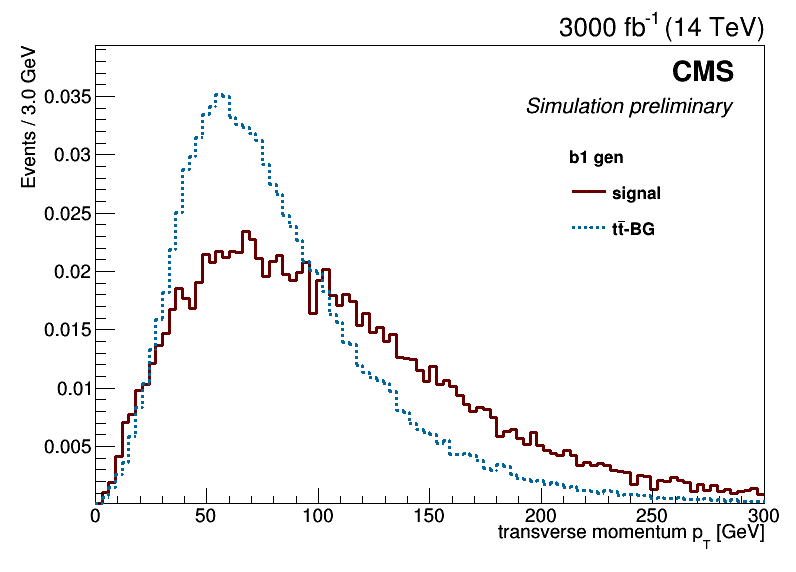 3000 fb⁻¹ (14 TeV)
CMS
Simulation preliminary
b1 gen
signal
tt̄-BG
Events / 3.0 GeV
0.035
0.03
0.025
0.02
0.015
0.01
0.005
0 50 100 150 200 250 300
transverse momentum p_T [GeV]